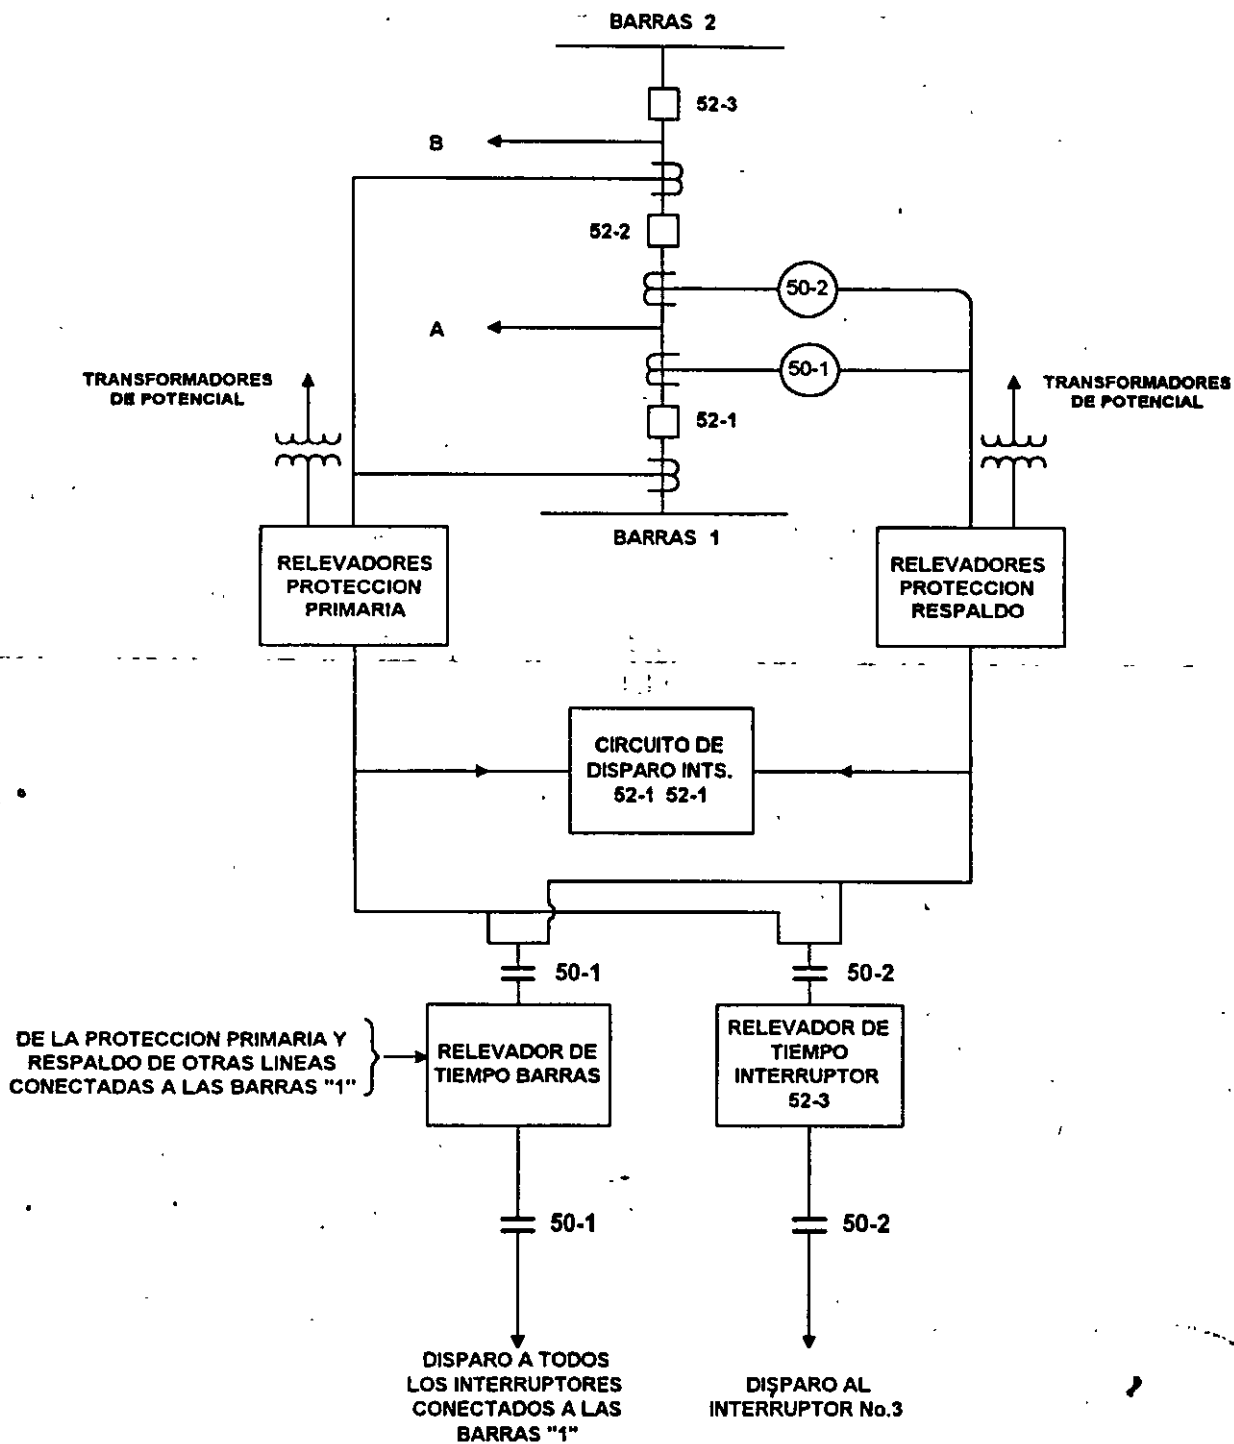 BARRAS 2
52-3
B
52-2
50-2
A
50-1
TRANSFORMADORES
DE POTENCIAL
TRANSFORMADORES
DE POTENCIAL
52-1
BARRAS 1
RELEVADORES
PROTECCION
PRIMARIA
RELEVADORES
PROTECCION
RESPALDO
CIRCUITO DE
DISPARO INTS.
52-1 52-1
50-1
50-2
DE LA PROTECCION PRIMARIA Y
RESPALDO DE OTRAS LINEAS
CONECTADAS A LAS BARRAS "1"
RELEVADOR DE
TIEMPO BARRAS
RELEVADOR DE
TIEMPO
INTERRUPTOR
52-3
50-1
50-2
DISPARO A TODOS
LOS INTERRUPTORES
CONECTADOS A LAS
BARRAS "1"
DISPARO AL
INTERRUPTOR No.3